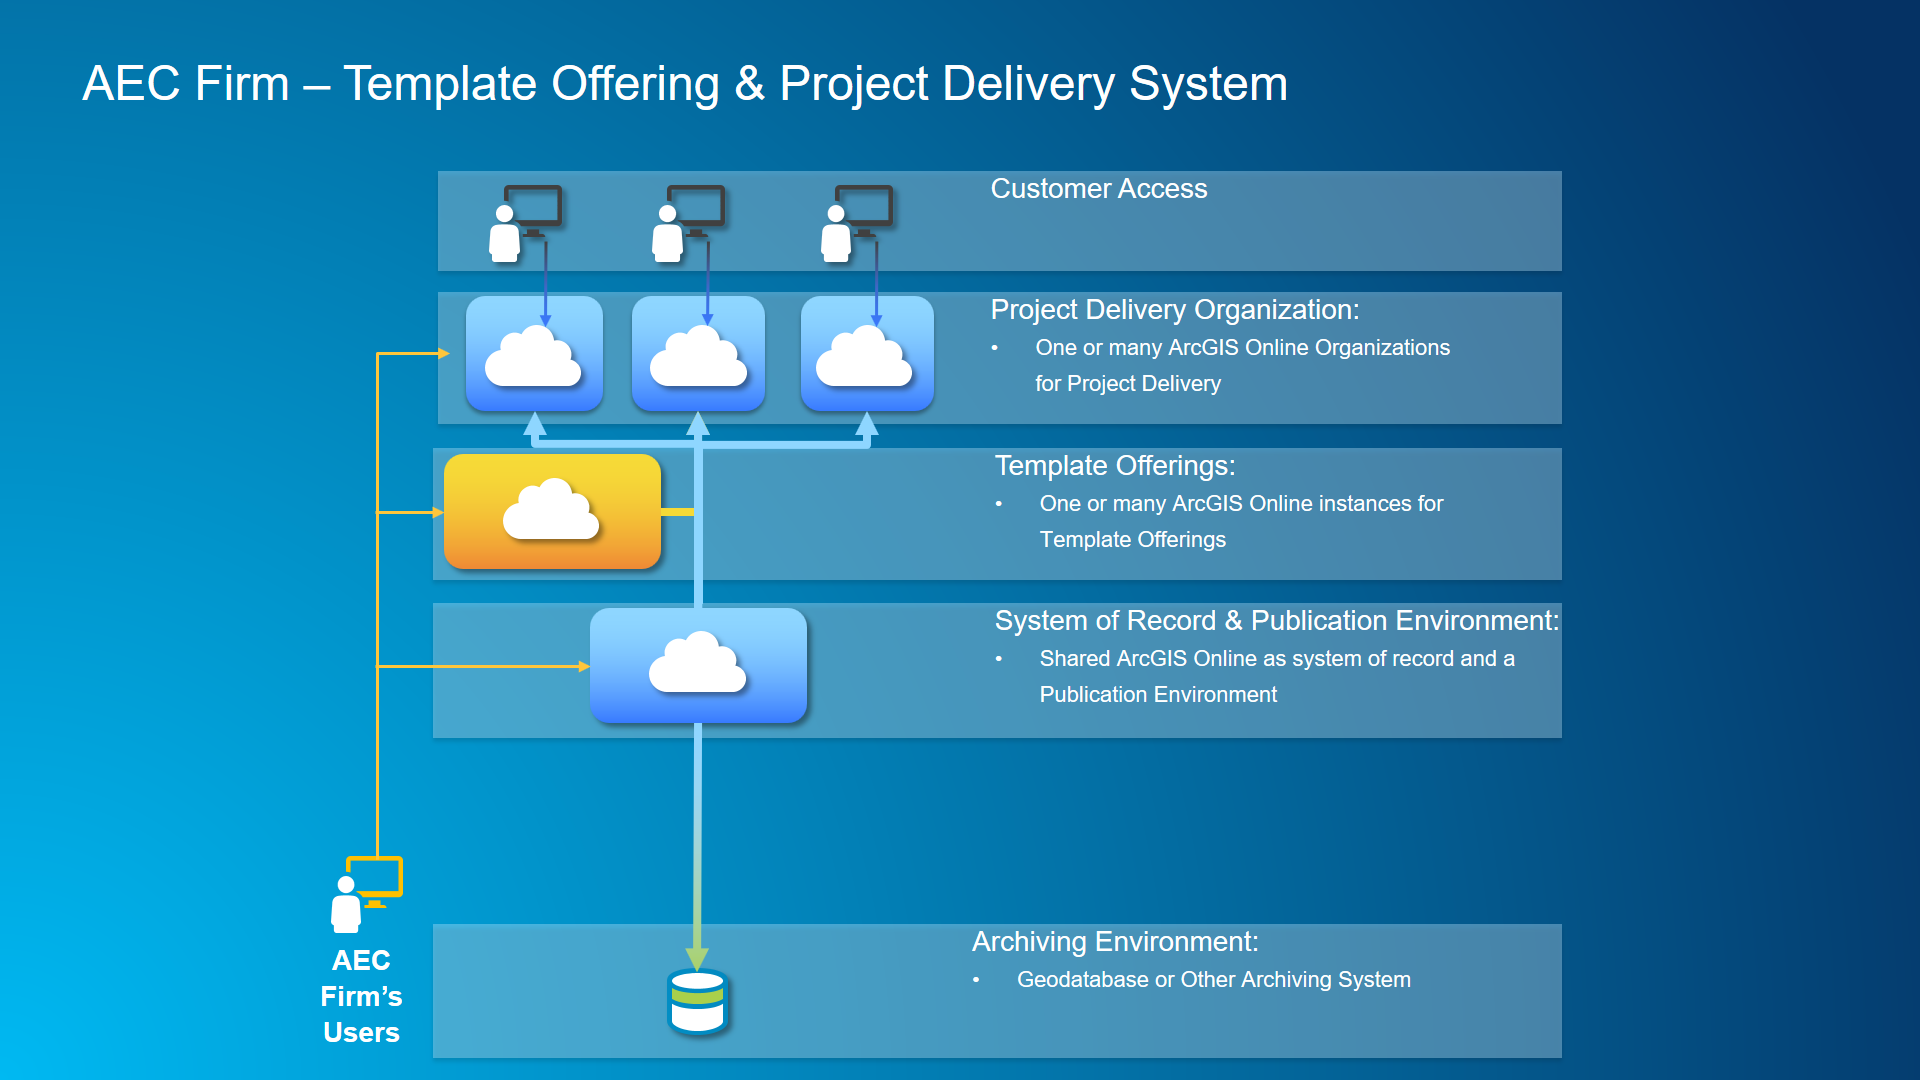 AEC Firm – Template Offering & Project Delivery System
Customer Access
Project Delivery Organization:
• One or many ArcGIS Online Organizations
for Project Delivery
Template Offerings:
• One or many ArcGIS Online instances for
Template Offerings
System of Record & Publication Environment:
• Shared ArcGIS Online as system of record and a
Publication Environment
AEC
Firm’s
Users
Archiving Environment:
• Geodatabase or Other Archiving System